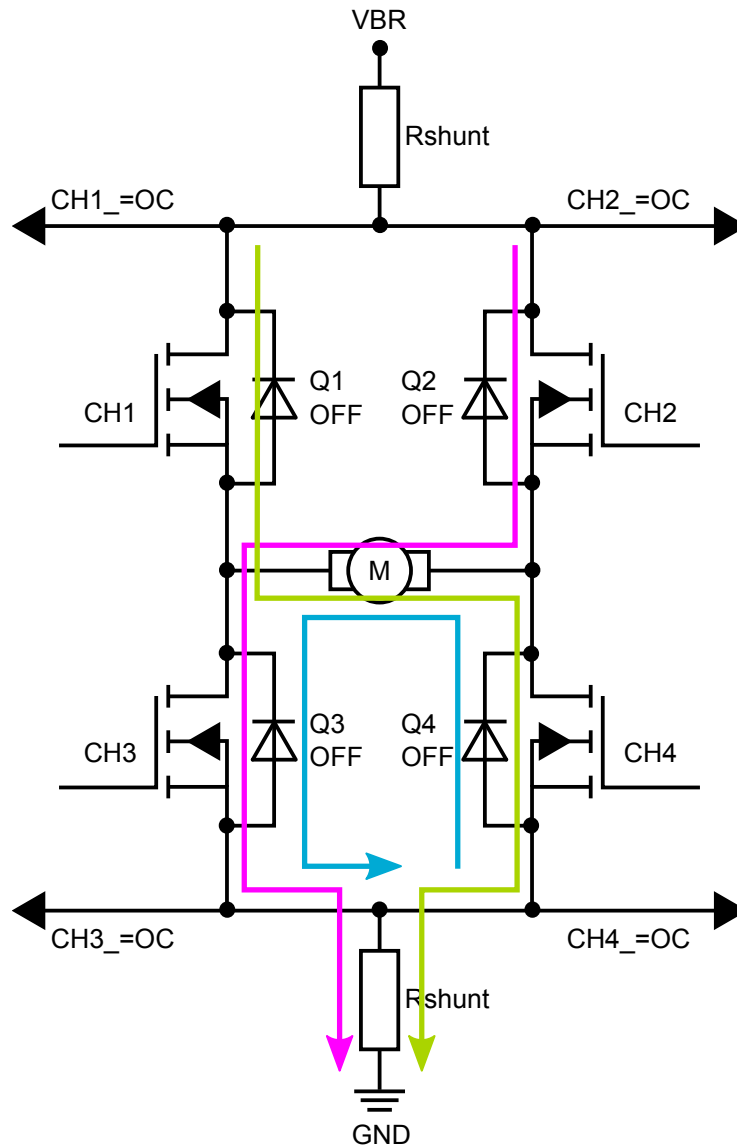 VBR
Rshunt
CH1_=OC
CH2_=OC
Q1
OFF
Q2
OFF
CH1
CH2
M
Q3
OFF
Q4
OFF
CH3
CH4
CH3_=OC
CH4_=OC
Rshunt
GND